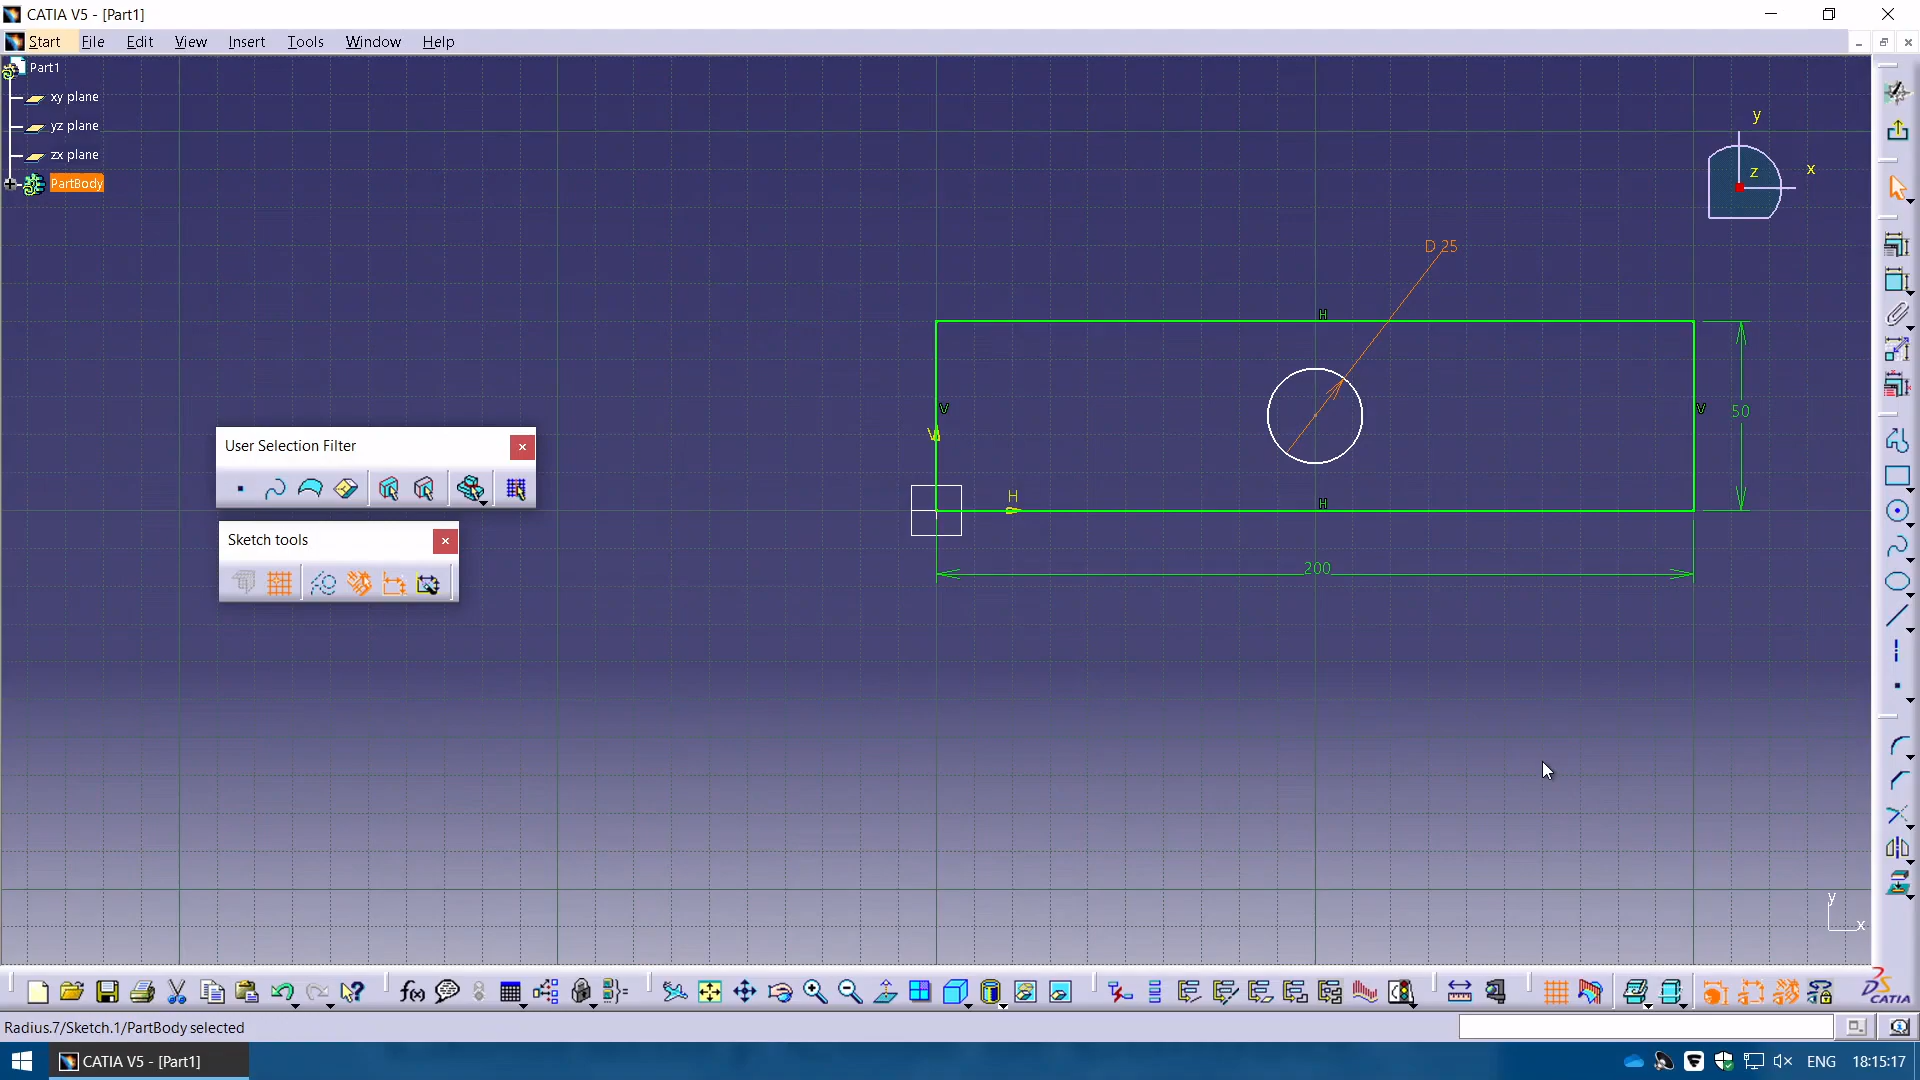 CATIA V5 - [Part1]
Start File Edit View Insert Tools Window Help
Part1
xy plane
yz plane
zx plane
PartBody
y
x
z
D 25
H
V
V
50
V
H
H
200
User Selection Filter
Sketch tools
y
x
f(x)
DS
CATIA
Radius.7/Sketch.1/PartBody selected
CATIA V5 - [Part1]
ENG 18:15:17